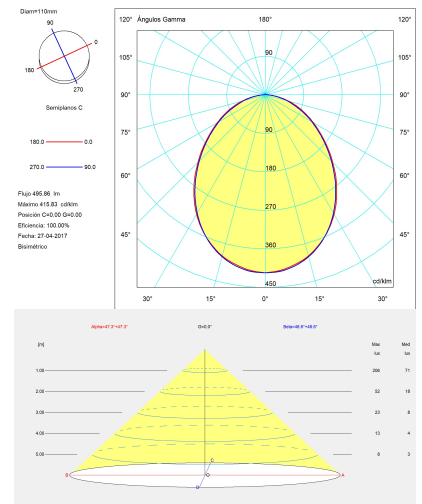 Diam=110mm
90
0
180
270
Semiplanos C
180.0 0.0
270.0 90.0
Flujo 495.86 lm
Máximo 415.83 cd/klm
Posición C=0.00 G=0.00
Eficiencia: 100.00%
Fecha: 27-04-2017
Bisimétrico
120° Ángulos Gamma 180° 120°
105° 90 105°
90° 90°
90
75° 75°
180
60° 60°
270
45° 45°
360
cd/klm
450
30° 15° 0° 15° 30°
Alpha=47.3°+47.3° G=0.0° Beta=48.6°+48.6°
[m] Max Med
lux lux
1.00 206 71
2.00 52 18
3.00 23 8
4.00 13 4
5.00 8 3
C
B O A
D